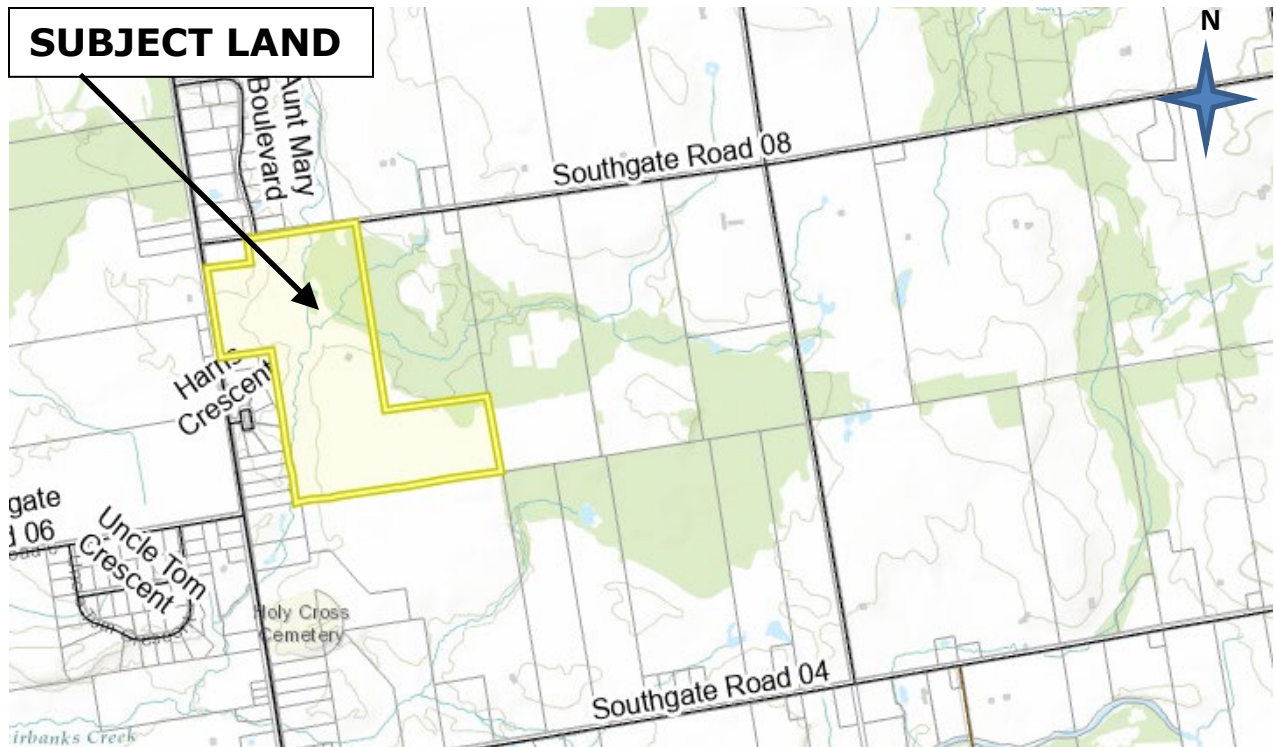 SUBJECT LAND
N
Aunt Mary
Boulevard
Southgate Road 08
Harris
Crescent
gate
d 06
Uncle Tom
Crescent
Holy Cross
Cemetery
Southgate Road 04
irbanks Creek